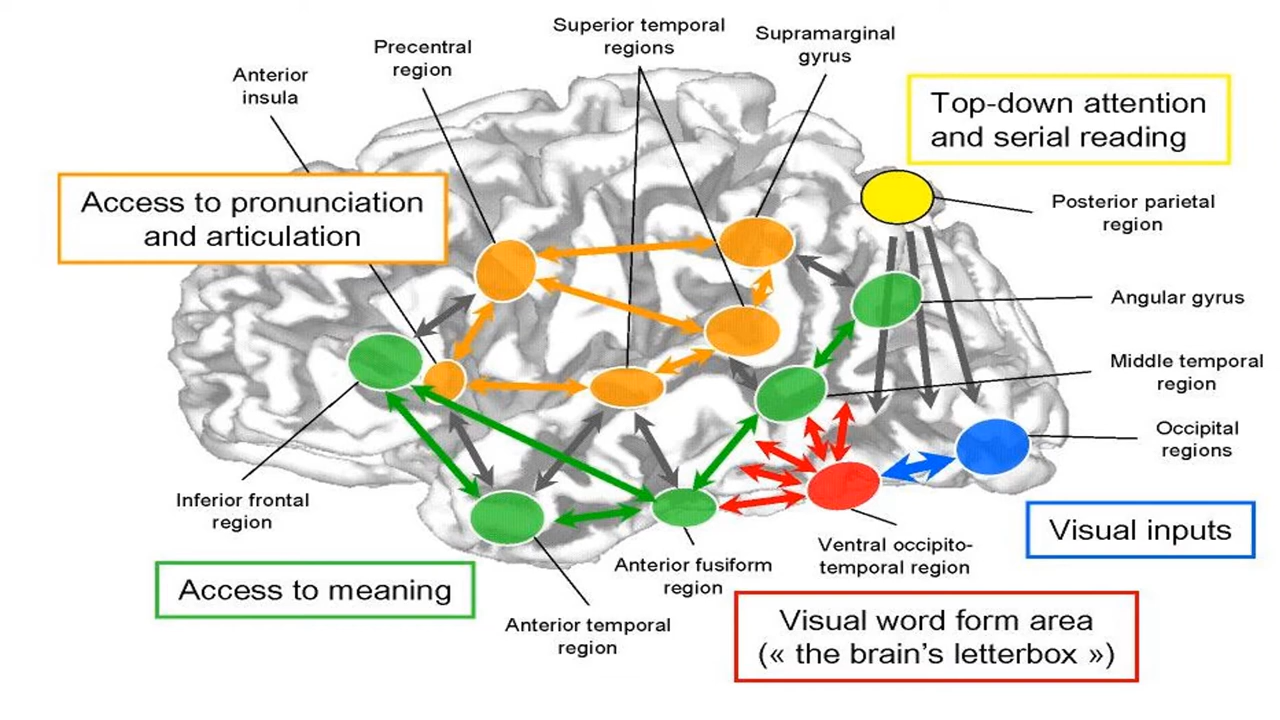 Superior temporal
regions
Supramarginal
gyrus
Precentral
region
Anterior
insula
Top-down attention
and serial reading
Access to pronunciation
and articulation
Posterior parietal
region
Angular gyrus
Middle temporal
region
Occipital
regions
Inferior frontal
region
Visual inputs
Ventral occipito-
temporal region
Anterior fusiform
region
Access to meaning
Anterior temporal
region
Visual word form area
(« the brain's letterbox »)